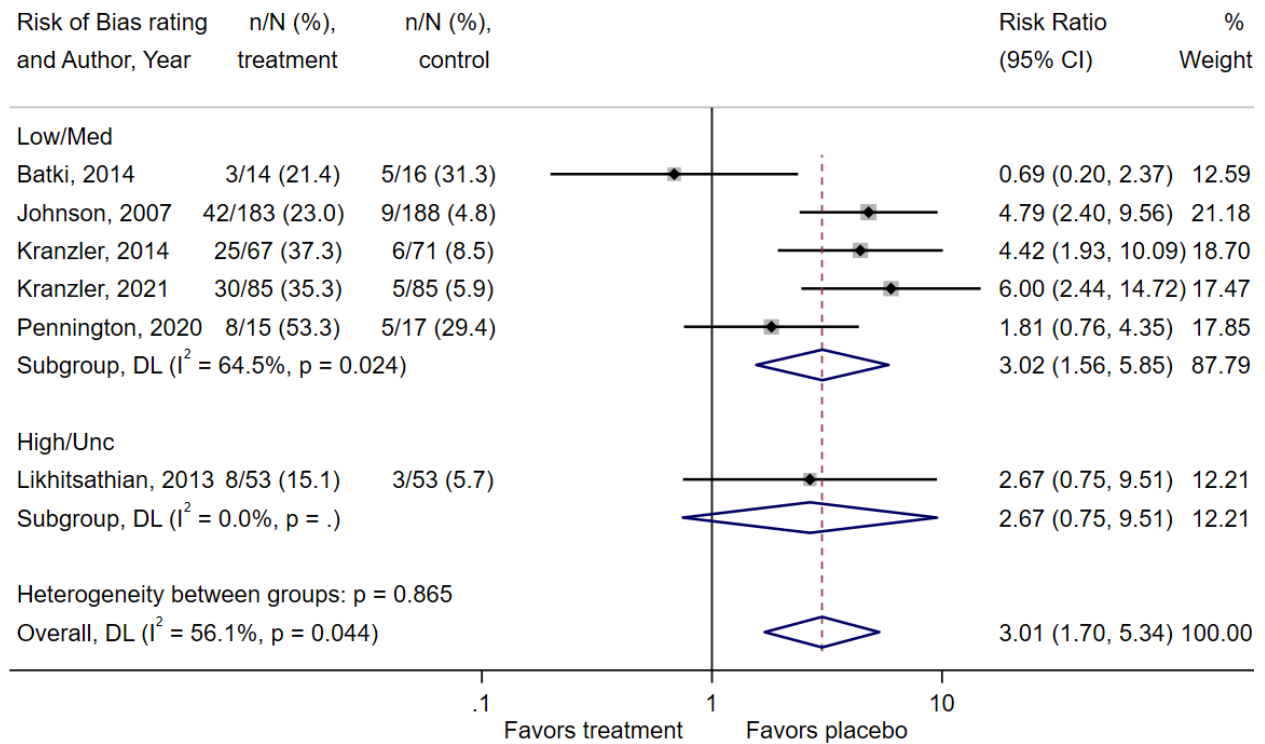 Risk of Bias rating n/N (%), n/N (%), Risk Ratio %
and Author, Year treatment control (95% CI) Weight
Low/Med
Batki, 2014 3/14 (21.4) 5/16 (31.3) 0.69 (0.20, 2.37) 12.59
Johnson, 2007 42/183 (23.0) 9/188 (4.8) 4.79 (2.40, 9.56) 21.18
Kranzler, 2014 25/67 (37.3) 6/71 (8.5) 4.42 (1.93, 10.09) 18.70
Kranzler, 2021 30/85 (35.3) 5/85 (5.9) 6.00 (2.44, 14.72) 17.47
Pennington, 2020 8/15 (53.3) 5/17 (29.4) 1.81 (0.76, 4.35) 17.85
Subgroup, DL (I² = 64.5%, p = 0.024) 3.02 (1.56, 5.85) 87.79
High/Unc
Likhitsathian, 2013 8/53 (15.1) 3/53 (5.7) 2.67 (0.75, 9.51) 12.21
Subgroup, DL (I² = 0.0%, p = .) 2.67 (0.75, 9.51) 12.21
Heterogeneity between groups: p = 0.865
Overall, DL (I² = 56.1%, p = 0.044) 3.01 (1.70, 5.34) 100.00
.1 1 10
Favors treatment Favors placebo